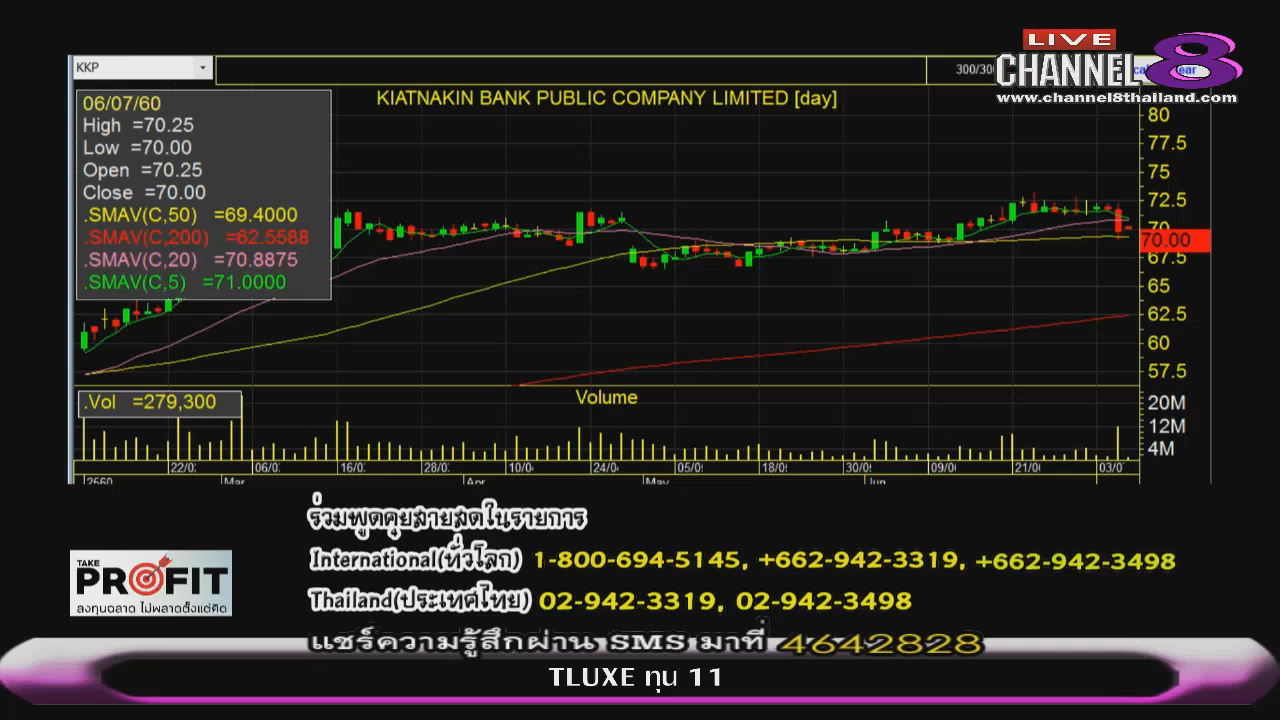 LIVE
CHANNEL 8
www.channel8thailand.com
KKP
300/300
KIATNAKIN BANK PUBLIC COMPANY LIMITED [day]
06/07/60
High =70.25
Low =70.00
Open =70.25
Close =70.00
.SMAV(C,50) =69.4000
.SMAV(C,200) =62.5588
.SMAV(C,20) =70.8875
.SMAV(C,5) =71.0000
80
77.5
75
72.5
70
70.00
67.5
65
62.5
60
57.5
.Vol =279,300
Volume
20M
12M
4M
22/0 06/0 16/0 28/0 10/0 24/0 05/0 18/0 30/0 09/0 21/0 03/0
2560 Mar Apr May Jun
ร่วมพูดคุยสายสดในรายการ
International(ทั่วโลก) 1-800-694-5145, +662-942-3319, +662-942-3498
Thailand(ประเทศไทย) 02-942-3319, 02-942-3498
แชร์ความรู้สึกผ่าน SMS มาที่ 4642828
TAKE
PROFIT
ลงทุนฉลาด ไม่พลาดตั้งแต่คิด
TLUXE ทุน 11